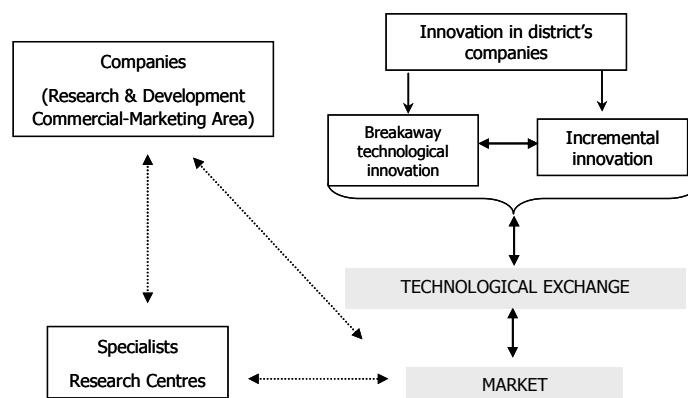 Companies
(Research & Development
Commercial-Marketing Area)
Innovation in district's
companies
Breakaway
technological
innovation
Incremental
innovation
TECHNOLOGICAL EXCHANGE
Specialists
Research Centres
MARKET